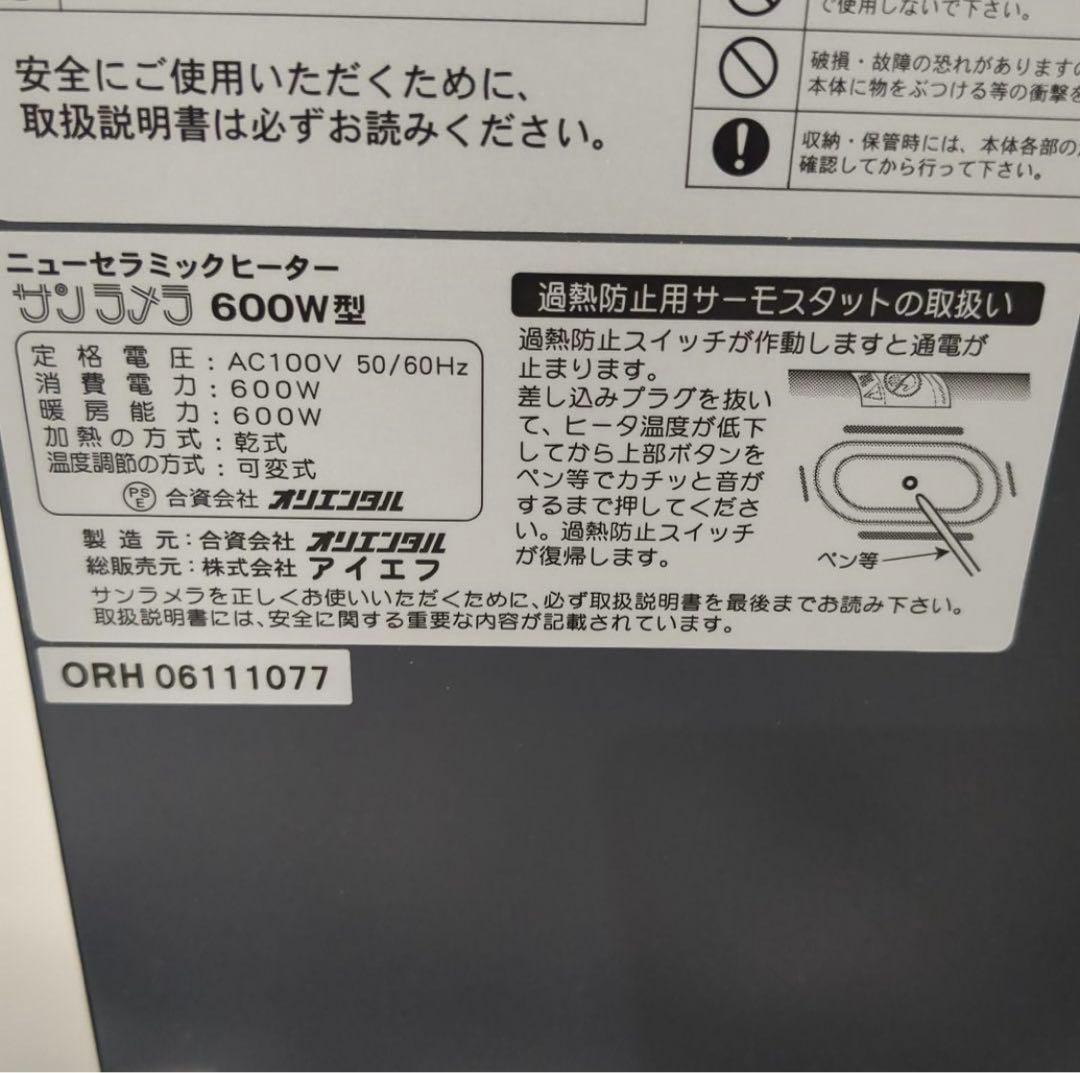 安全にご使用いただくために、
取扱説明書は必ずお読みください。
で使用しないで下さい。
破損・故障の恐れがありますの
本体に物をぶつける等の衝撃を
収納・保管時には、本体各部の
確認してから行って下さい。
ニューセラミックヒーター
サンラメラ 600W型
定格電圧：AC100V 50/60Hz
消費電力：600W
暖房能力：600W
加熱の方式：乾式
温度調節の方式：可変式
PSE 合資会社 オリエンタル
製造元：合資会社 オリエンタル
総販売元：株式会社 アイエフ
過熱防止用サーモスタットの取扱い
過熱防止スイッチが作動しますと通電が
止まります。
差し込みプラグを抜い
て、ヒータ温度が低下
してから上部ボタンを
ペン等でカチッと音が
するまで押してくださ
い。過熱防止スイッチ
が復帰します。
ペン等
サンラメラを正しくお使いいただくために、必ず取扱説明書を最後までお読み下さい。
取扱説明書には、安全に関する重要な内容が記載されています。
ORH 06111077